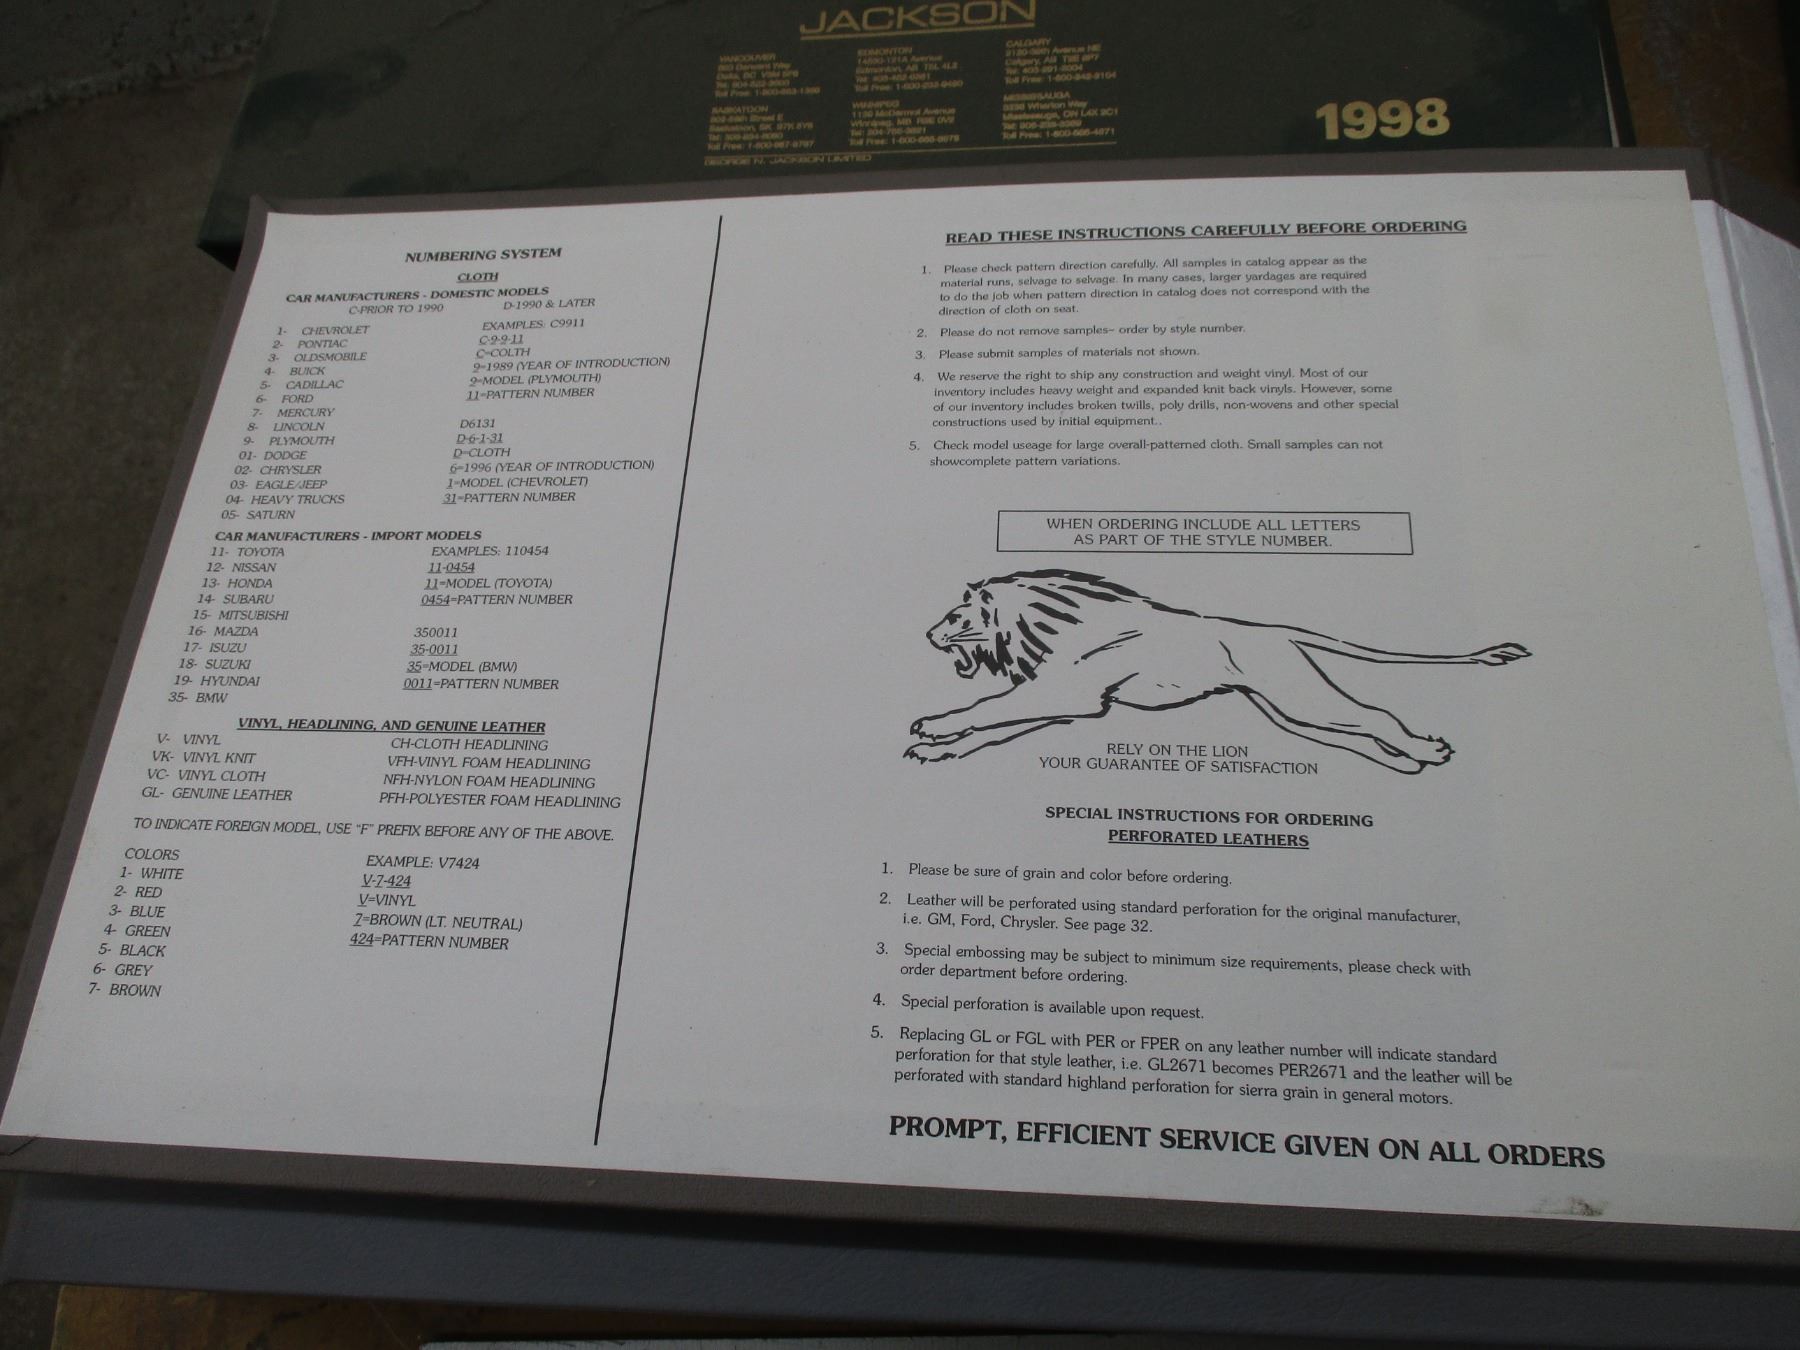 JACKSON
VANCOUVER
EDMONTON
CALGARY
SASKATOON
WINNIPEG
MISSISSAUGA
GEORGE N. JACKSON LIMITED
1998
NUMBERING SYSTEM
CLOTH
CAR MANUFACTURERS - DOMESTIC MODELS
C-PRIOR TO 1990 D-1990 & LATER
1- CHEVROLET
2- PONTIAC
3- OLDSMOBILE
4- BUICK
5- CADILLAC
6- FORD
7- MERCURY
8- LINCOLN
9- PLYMOUTH
01- DODGE
02- CHRYSLER
03- EAGLE/JEEP
04- HEAVY TRUCKS
05- SATURN
EXAMPLES: C9911
C-9-9-11
C=COLTH
9=1989 (YEAR OF INTRODUCTION)
9=MODEL (PLYMOUTH)
11=PATTERN NUMBER
D6131
D-6-1-31
D=CLOTH
6=1996 (YEAR OF INTRODUCTION)
1=MODEL (CHEVROLET)
31=PATTERN NUMBER
CAR MANUFACTURERS - IMPORT MODELS
11- TOYOTA
12- NISSAN
13- HONDA
14- SUBARU
15- MITSUBISHI
16- MAZDA
17- ISUZU
18- SUZUKI
19- HYUNDAI
35- BMW
EXAMPLES: 110454
11-0454
11=MODEL (TOYOTA)
0454=PATTERN NUMBER
350011
35-0011
35=MODEL (BMW)
0011=PATTERN NUMBER
VINYL, HEADLINING, AND GENUINE LEATHER
V- VINYL
VK- VINYL KNIT
VC- VINYL CLOTH
GL- GENUINE LEATHER
CH-CLOTH HEADLINING
VFH-VINYL FOAM HEADLINING
NFH-NYLON FOAM HEADLINING
PFH-POLYESTER FOAM HEADLINING
TO INDICATE FOREIGN MODEL, USE "F" PREFIX BEFORE ANY OF THE ABOVE.
COLORS
1- WHITE
2- RED
3- BLUE
4- GREEN
5- BLACK
6- GREY
7- BROWN
EXAMPLE: V7424
V-7-424
V=VINYL
7=BROWN (LT. NEUTRAL)
424=PATTERN NUMBER
READ THESE INSTRUCTIONS CAREFULLY BEFORE ORDERING
1. Please check pattern direction carefully. All samples in catalog appear as the
material runs, selvage to selvage. In many cases, larger yardages are required
to do the job when pattern direction in catalog does not correspond with the
direction of cloth on seat.
2. Please do not remove samples- order by style number.
3. Please submit samples of materials not shown.
4. We reserve the right to ship any construction and weight vinyl. Most of our
inventory includes heavy weight and expanded knit back vinyls. However, some
of our inventory includes broken twills, poly drills, non-wovens and other special
constructions used by initial equipment..
5. Check model useage for large overall-patterned cloth. Small samples can not
showcomplete pattern variations.
WHEN ORDERING INCLUDE ALL LETTERS
AS PART OF THE STYLE NUMBER.
RELY ON THE LION
YOUR GUARANTEE OF SATISFACTION
SPECIAL INSTRUCTIONS FOR ORDERING
PERFORATED LEATHERS
1. Please be sure of grain and color before ordering.
2. Leather will be perforated using standard perforation for the original manufacturer,
i.e. GM, Ford, Chrysler. See page 32.
3. Special embossing may be subject to minimum size requirements, please check with
order department before ordering.
4. Special perforation is available upon request.
5. Replacing GL or FGL with PER or FPER on any leather number will indicate standard
perforation for that style leather, i.e. GL2671 becomes PER2671 and the leather will be
perforated with standard highland perforation for sierra grain in general motors.
PROMPT, EFFICIENT SERVICE GIVEN ON ALL ORDERS